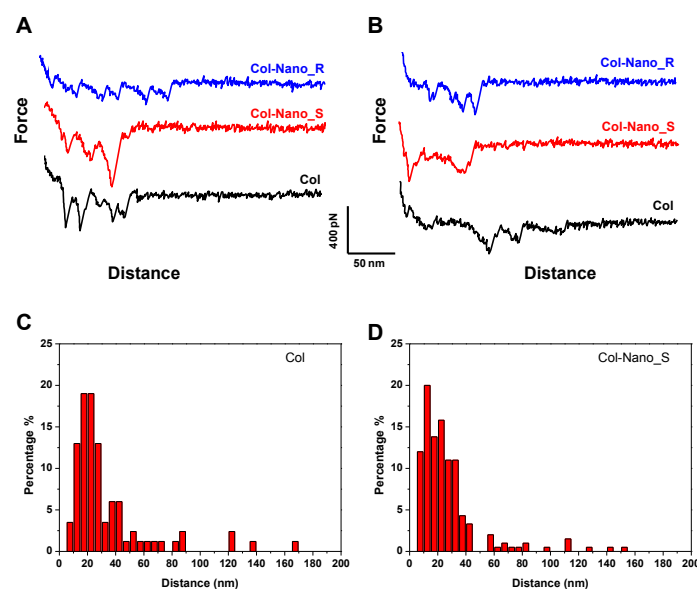 A
B
Col-Nano_R
Col-Nano_S
Col
Force
Distance
Col-Nano_R
Col-Nano_S
Col
Force
Distance
400 pN
50 nm
C
D
Col
Percentage %
25
20
15
10
5
0
0 20 40 60 80 100 120 140 160 180 200
Distance (nm)
Col-Nano_S
Percentage %
25
20
15
10
5
0
0 20 40 60 80 100 120 140 160 180 200
Distance (nm)